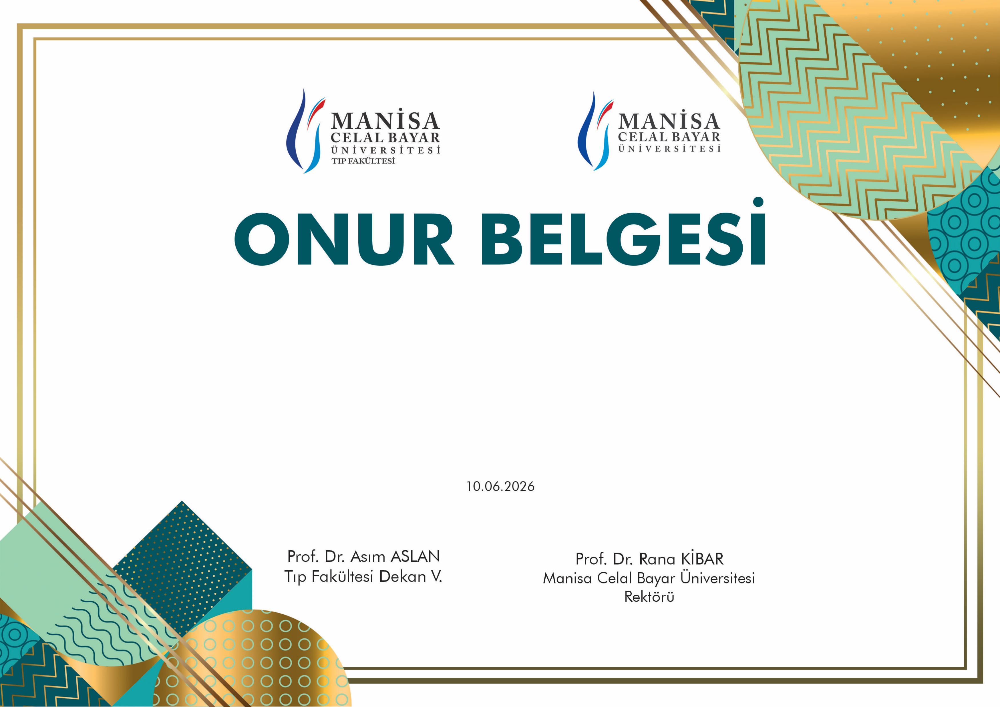 MANİSA
CELAL BAYAR
ÜNİVERSİTESİ
TIP FAKÜLTESİ
MANİSA
CELAL BAYAR
ÜNİVERSİTESİ
ONUR BELGESİ
10.06.2026
Prof. Dr. Asım ASLAN
Tıp Fakültesi Dekan V.
Prof. Dr. Rana KİBAR
Manisa Celal Bayar Üniversitesi
Rektörü